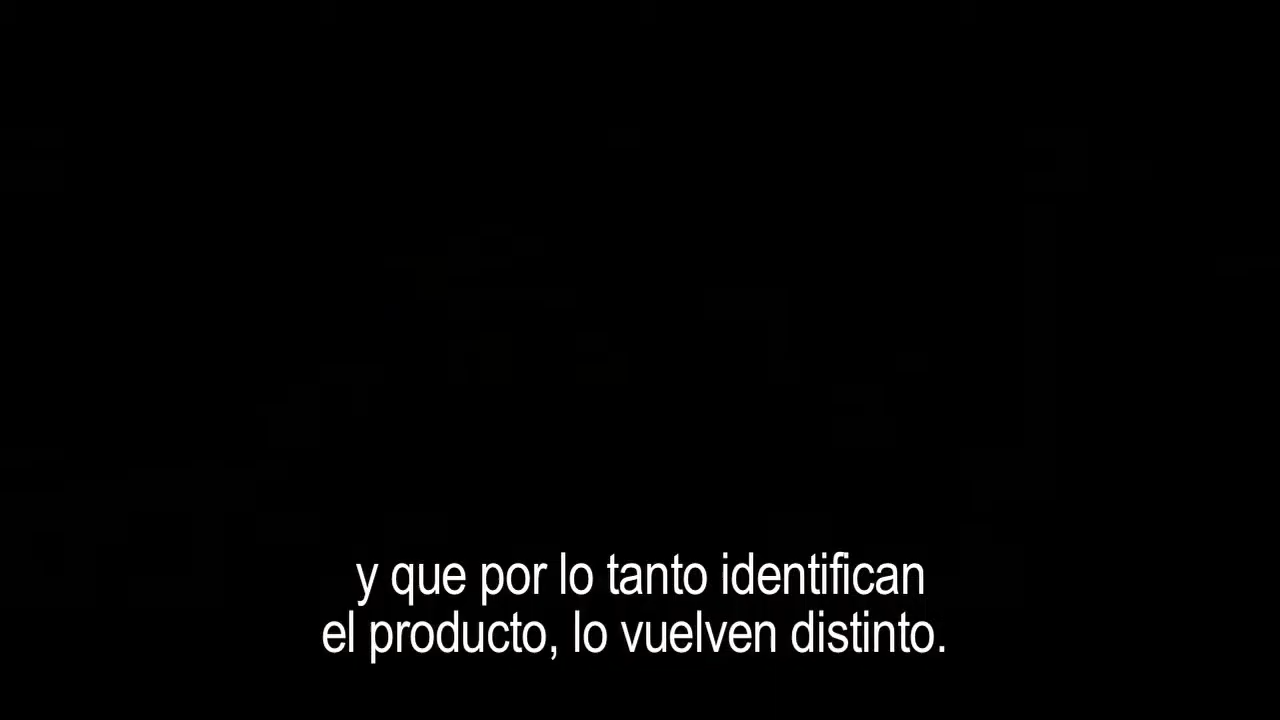 y que por lo tanto identifican
el producto, lo vuelven distinto.